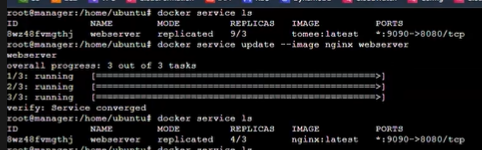 root@manager:/home/ubuntu# docker service ls
ID NAME MODE REPLICAS IMAGE PORTS
8wz48fvmgthj webserver replicated 9/3 tomee:latest *:9090->8080/tcp
root@manager:/home/ubuntu# docker service update --image nginx webserver
webserver
overall progress: 3 out of 3 tasks
1/3: running [==================================================>]
2/3: running [==================================================>]
3/3: running [==================================================>]
verify: Service converged
root@manager:/home/ubuntu# docker service ls
ID NAME MODE REPLICAS IMAGE PORTS
8wz48fvmgthj webserver replicated 4/3 nginx:latest *:9090->8080/tcp
root@manager:/home/ubuntu# docker service ls